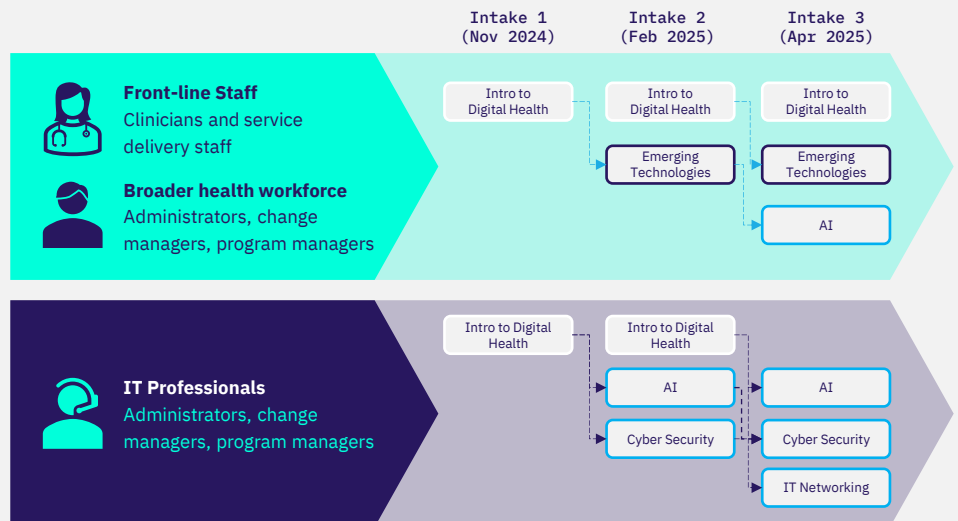 Intake 1
(Nov 2024)
Intake 2
(Feb 2025)
Intake 3
(Apr 2025)
Front-line Staff
Clinicians and service
delivery staff
Broader health workforce
Administrators, change
managers, program managers
Intro to
Digital Health
Intro to
Digital Health
Intro to
Digital Health
Emerging
Technologies
Emerging
Technologies
AI
IT Professionals
Administrators, change
managers, program managers
Intro to Digital
Health
Intro to Digital
Health
AI
AI
Cyber Security
Cyber Security
IT Networking